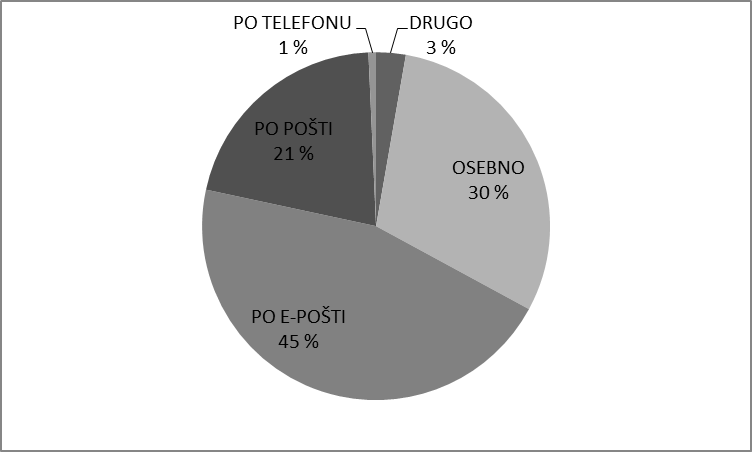 PO TELEFONU
1 %
DRUGO
3 %
PO POŠTI
21 %
OSEBNO
30 %
PO E-POŠTI
45 %